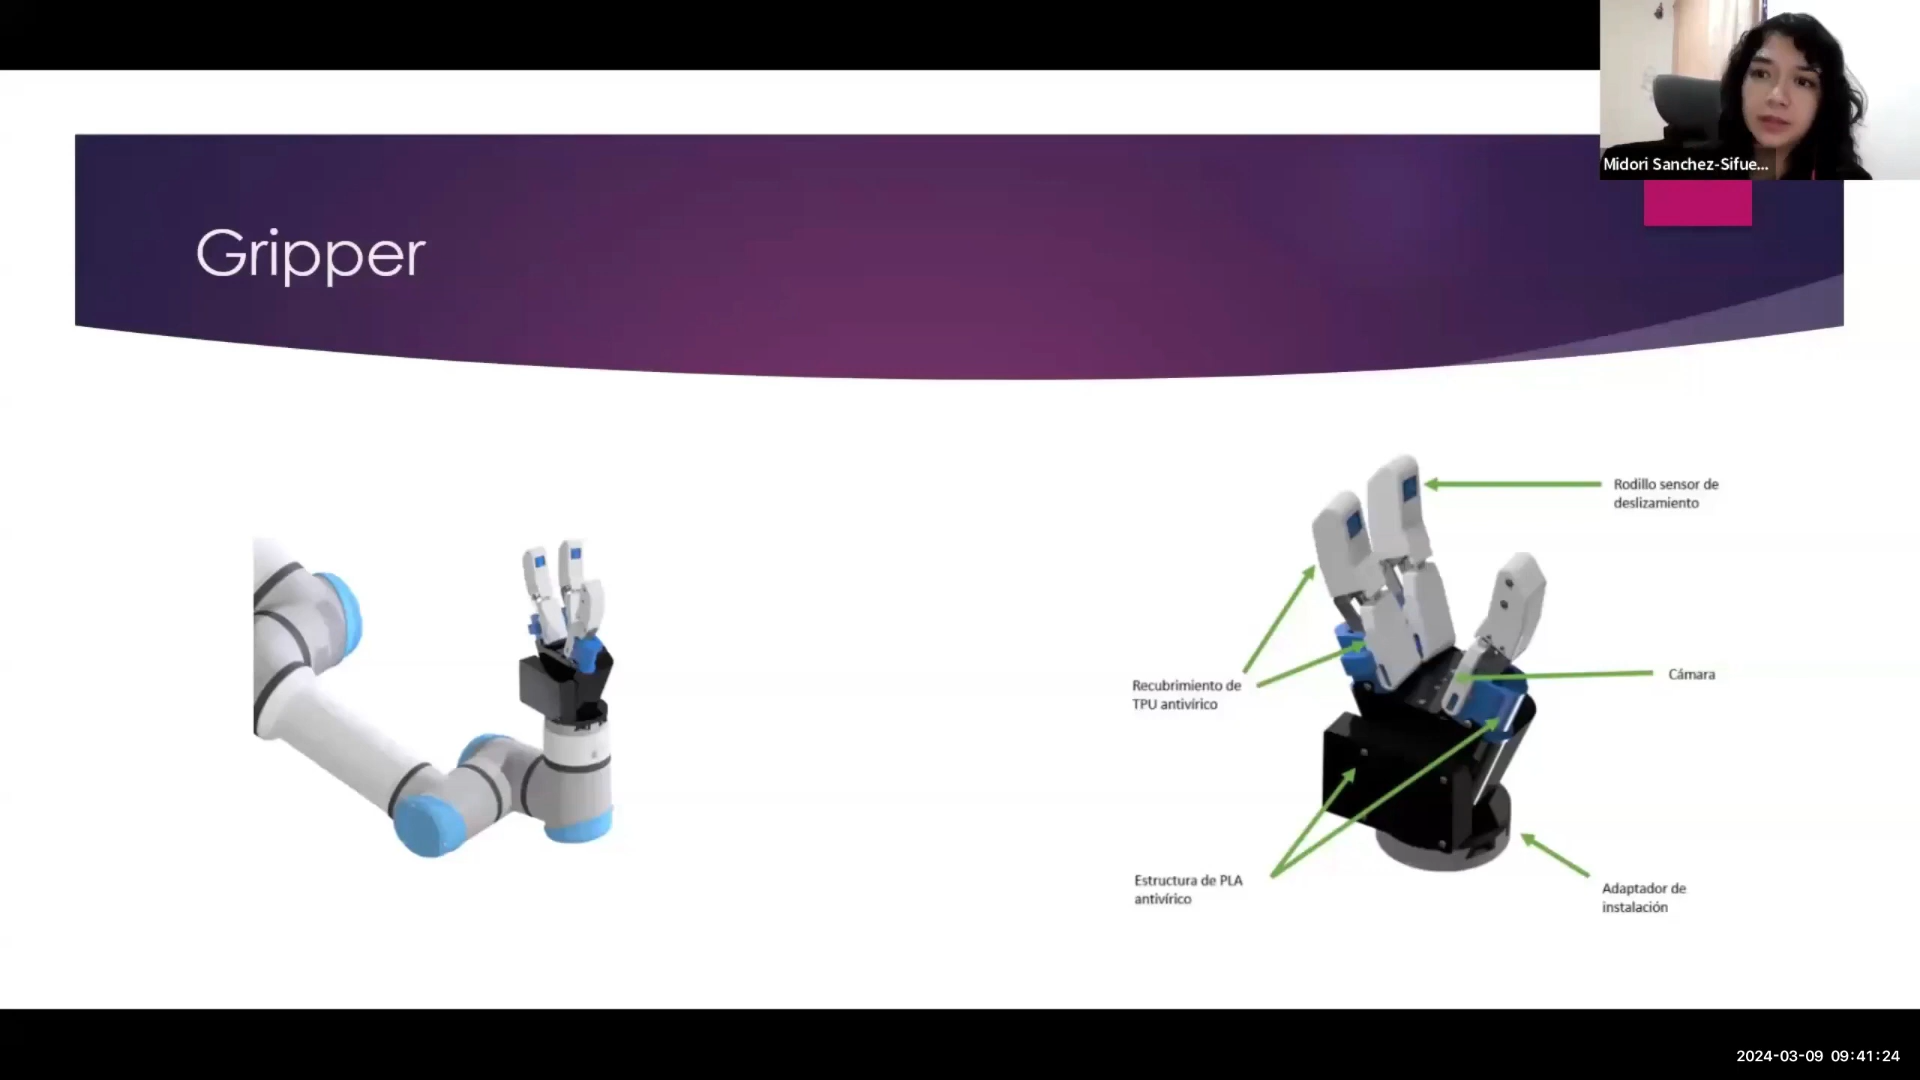 Midori Sanchez-Sifue...
Gripper
Rodillo sensor de
deslizamiento
Cámara
Recubrimiento de
TPU antivírico
Estructura de PLA
antivírico
Adaptador de
instalación
2024-03-09 09:41:24